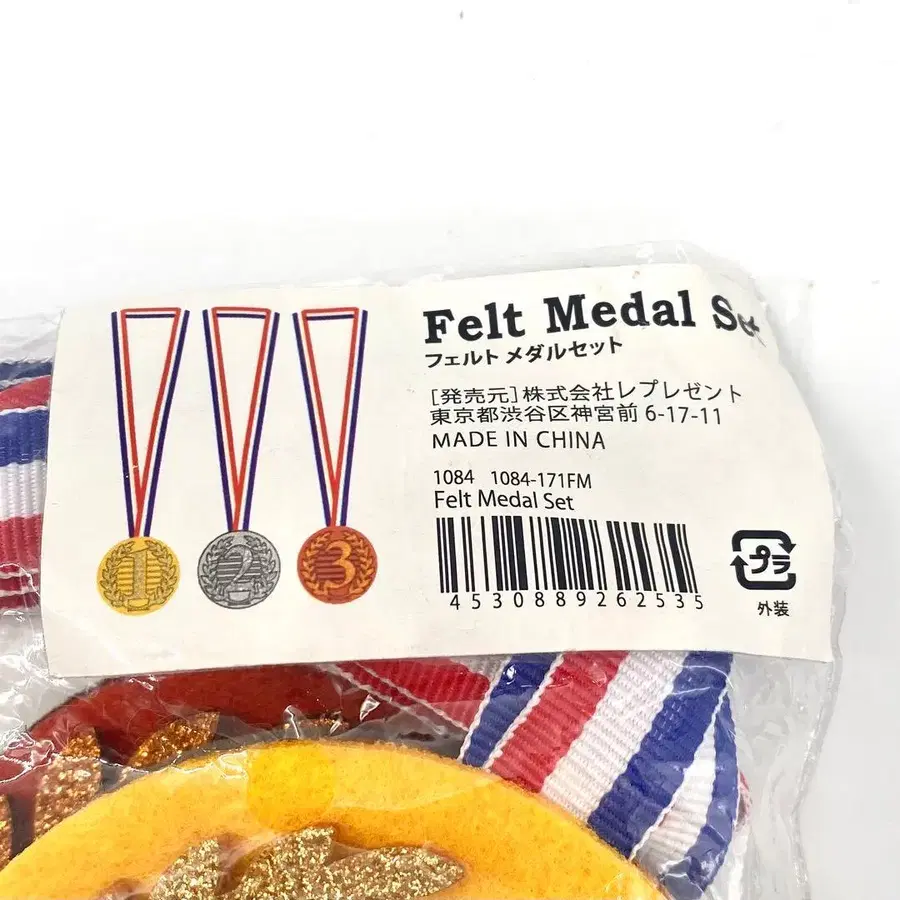 Felt Medal Set
フェルト メダルセット
[発売元]株式会社レプレゼント
東京都渋谷区神宮前 6-17-11
MADE IN CHINA
1084 1084-171FM
Felt Medal Set
4530889262535
プラ
外装
1
2
3